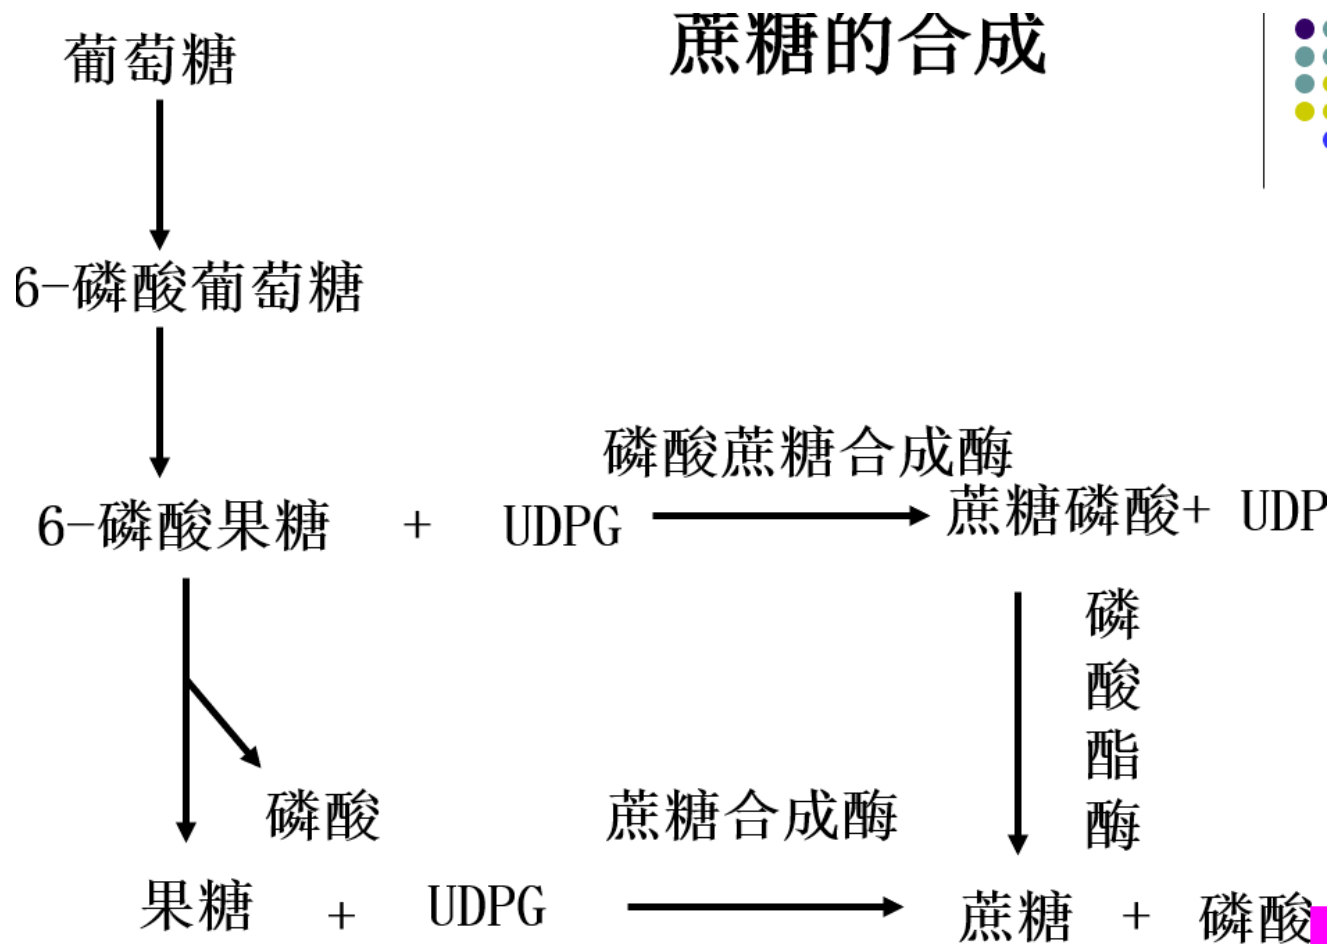 蔗糖的合成
葡萄糖
6-磷酸葡萄糖
磷酸蔗糖合成酶
6-磷酸果糖 + UDPG 蔗糖磷酸+ UDP
磷
酸
酯
酶
磷酸 蔗糖合成酶
果糖 + UDPG 蔗糖 + 磷酸